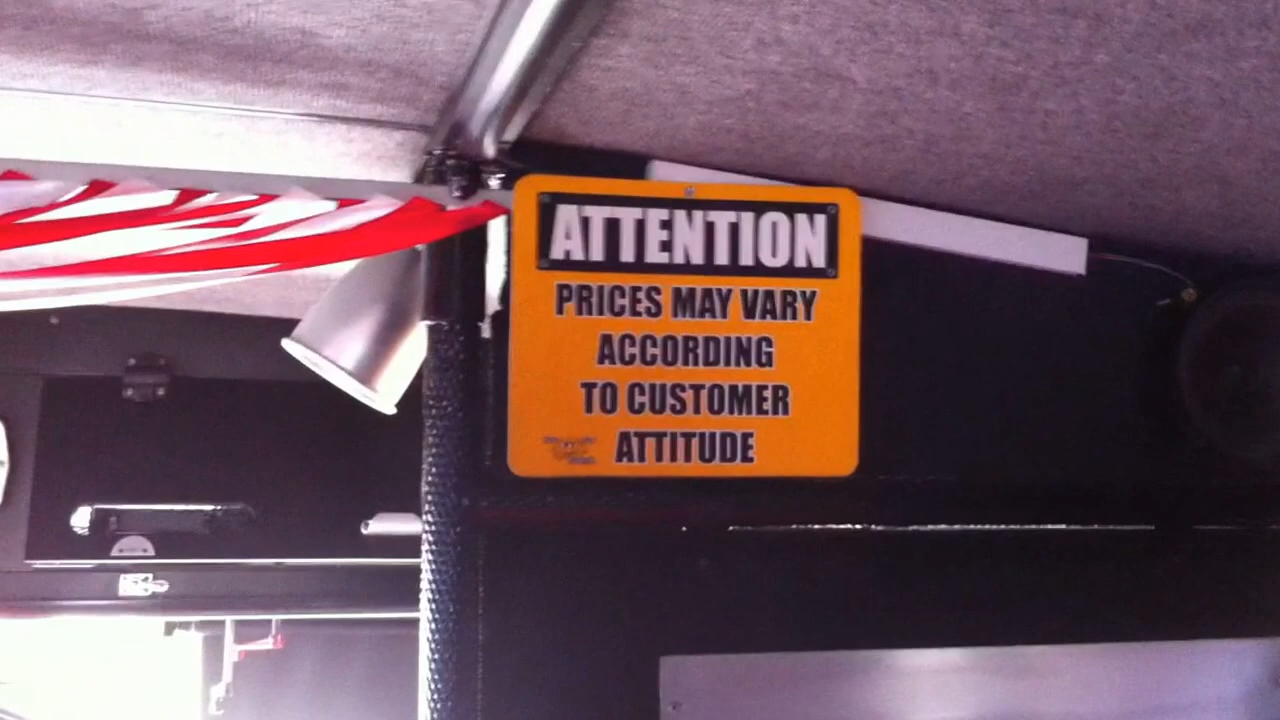 ATTENTION
PRICES MAY VARY
ACCORDING
TO CUSTOMER
ATTITUDE